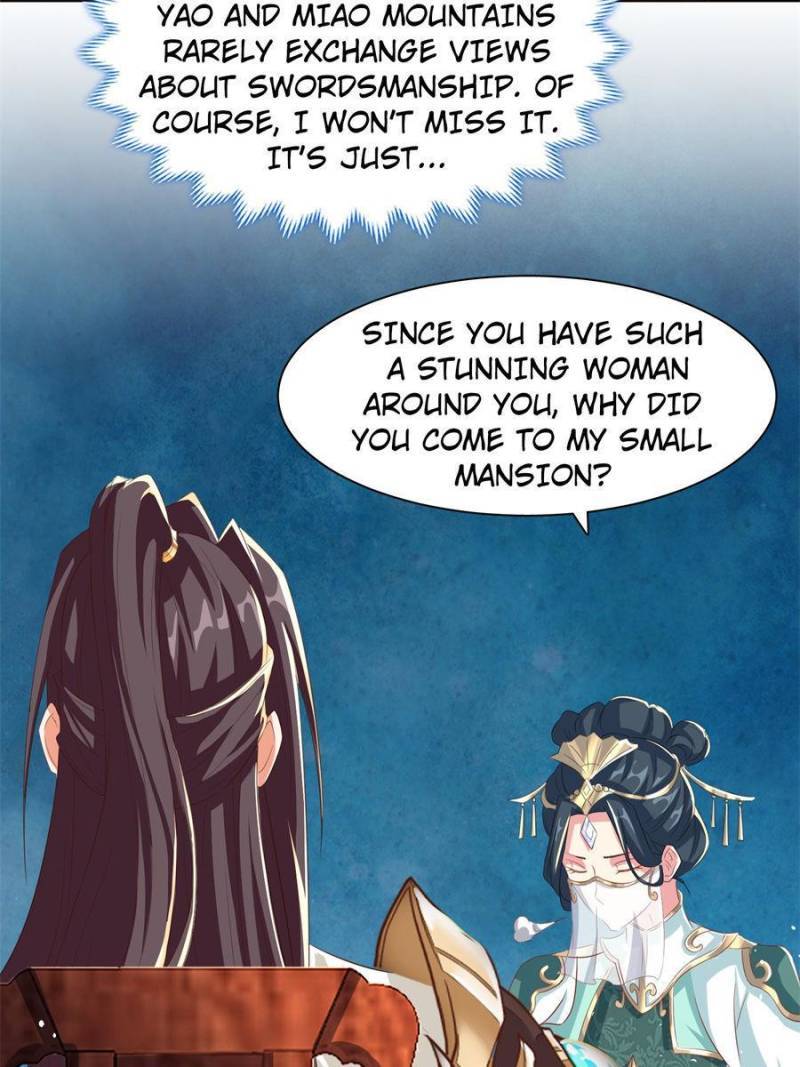 YAO AND MIAO MOUNTAINS
RARELY EXCHANGE VIEWS
ABOUT SWORDSMANSHIP. OF
COURSE, I WON'T MISS IT.
IT'S JUST...
SINCE YOU HAVE SUCH
A STUNNING WOMAN
AROUND YOU, WHY DID
YOU COME TO MY SMALL
MANSION?